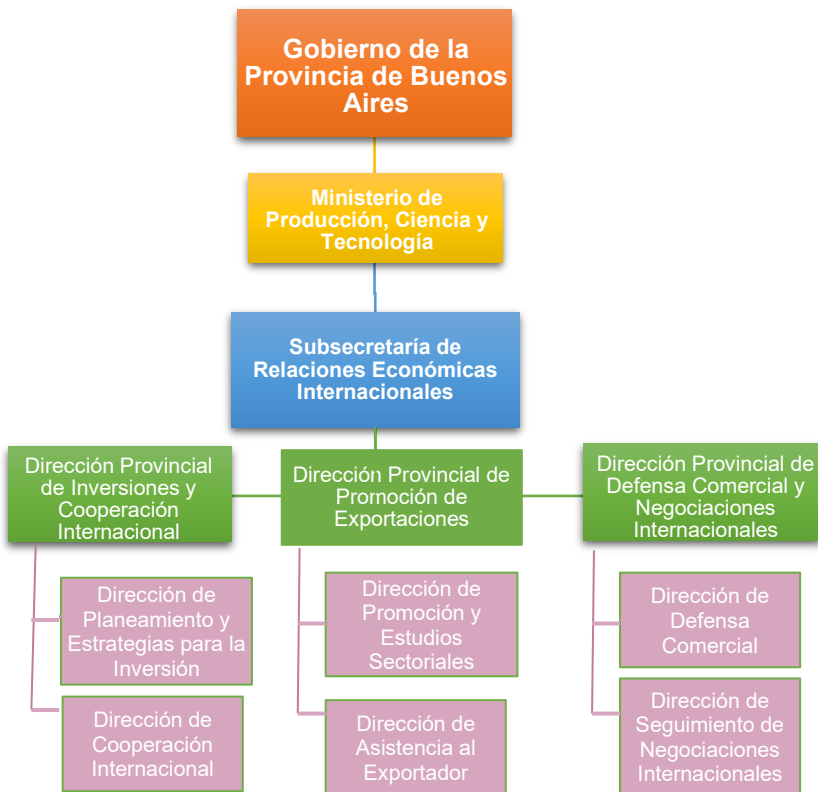 Gobierno de la
Provincia de Buenos
Aires
Ministerio de
Producción, Ciencia y
Tecnología
Subsecretaría de
Relaciones Económicas
Internacionales
Dirección Provincial
de Inversiones y
Cooperación
Internacional
Dirección Provincial de
Promoción de
Exportaciones
Dirección Provincial de
Defensa Comercial y
Negociaciones
Internacionales
Dirección de
Planeamiento y
Estrategias para la
Inversión
Dirección de
Promoción y
Estudios
Sectoriales
Dirección de
Defensa
Comercial
Dirección de
Cooperación
Internacional
Dirección de
Asistencia al
Exportador
Dirección de
Seguimiento de
Negociaciones
Internacionales